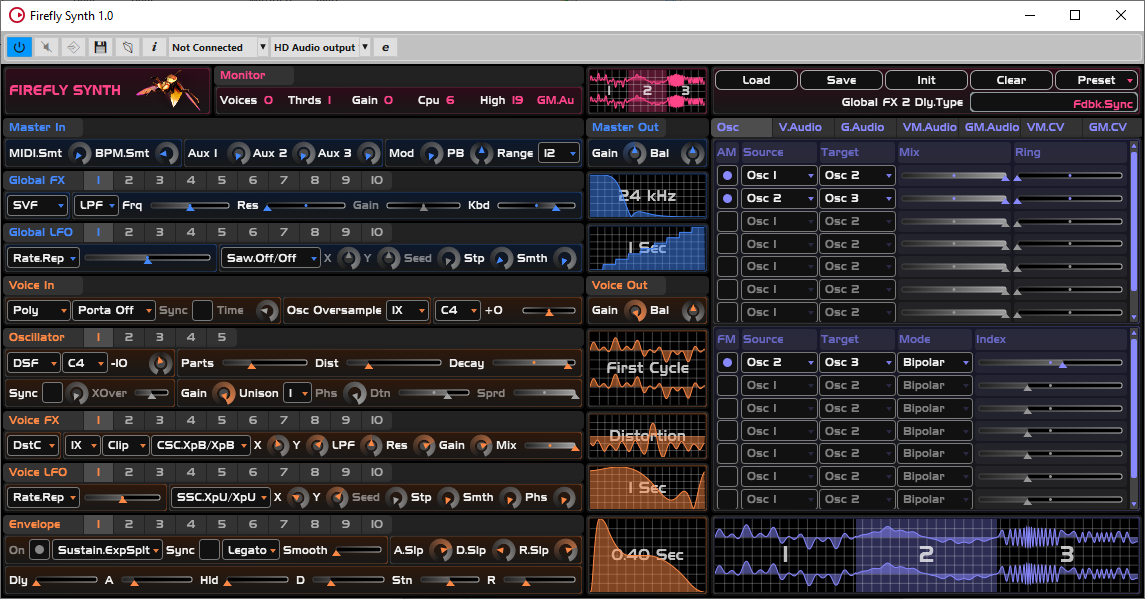 Firefly Synth 1.0
Not Connected HD Audio output e
FIREFLY SYNTH
Monitor
Voices 0 Thrds 1 Gain 0 Cpu 6 High 19 GM.Au
1 2 3
Load Save Init Clear Preset
Global FX 2 Dly.Type Fdbk.Sync
Master In
MIDI.Smt BPM.Smt Aux 1 Aux 2 Aux 3 Mod PB Range 12
Master Out
Gain Bal
Global FX 1 2 3 4 5 6 7 8 9 10
SVF LPF Frq Res Gain Kbd
24 kHz
Global LFO 1 2 3 4 5 6 7 8 9 10
Rate.Rep Saw.Off/Off X Y Seed Stp Smth
1 Sec
Voice In
Poly Porta Off Sync Time Osc Oversample 1X C4 +0
Voice Out
Gain Bal
Oscillator 1 2 3 4 5
DSF C4 -10 Parts Dist Decay
Sync XOver Gain Unison 1 Phs Dtn Sprd
First Cycle
Voice FX 1 2 3 4 5 6 7 8 9 10
DstC 1X Clip CSC.XpB/XpB X Y LPF Res Gain Mix
Distortion
Voice LFO 1 2 3 4 5 6 7 8 9 10
Rate.Rep SSC.XpU/XpU X Y Seed Stp Smth Phs
1 Sec
Envelope 1 2 3 4 5 6 7 8 9 10
On Sustain.ExpSplt Sync Legato Smooth A.Slp D.Slp R.Slp
Dly A Hld D Stn R
0.40 Sec
Osc V.Audio G.Audio VM.Audio GM.Audio VM.CV GM.CV
AM Source Target Mix Ring
Osc 1 Osc 2
Osc 2 Osc 3
Osc 1 Osc 2
Osc 1 Osc 2
Osc 1 Osc 2
Osc 1 Osc 2
Osc 1 Osc 2
FM Source Target Mode Index
Osc 2 Osc 3 Bipolar
Osc 1 Osc 2 Bipolar
Osc 1 Osc 2 Bipolar
Osc 1 Osc 2 Bipolar
Osc 1 Osc 2 Bipolar
Osc 1 Osc 2 Bipolar
Osc 1 Osc 2 Bipolar
1 2 3